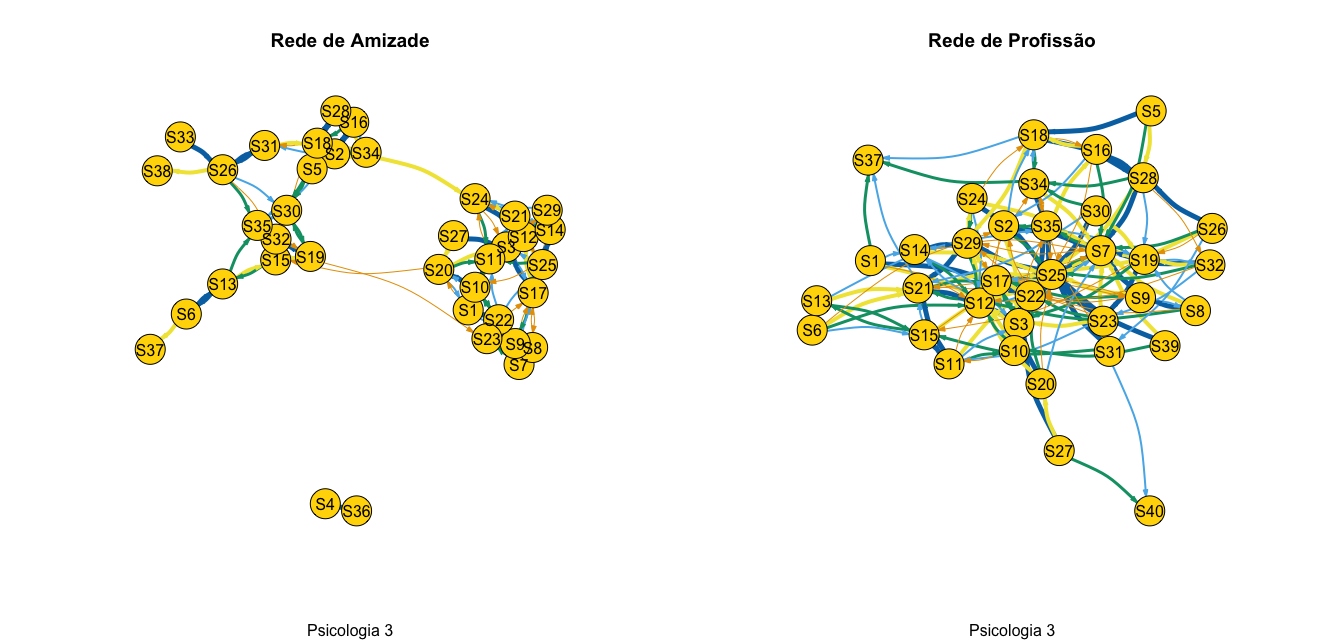 Rede de Amizade
Rede de Profissão
S28
S16
S33
S31
S18
S2
S34
S38
S26
S5
S24
S30
S21
S29
S35
S27
S12
S14
S32
S3
S15
S19
S11
S20
S25
S13
S10
S17
S6
S1
S22
S37
S23
S9
S8
S7
S4
S36
S5
S18
S16
S37
S28
S34
S24
S30
S2
S35
S26
S29
S14
S7
S1
S19
S32
S25
S17
S21
S22
S9
S13
S12
S8
S6
S3
S23
S15
S10
S31
S39
S11
S20
S27
S40
Psicologia 3
Psicologia 3